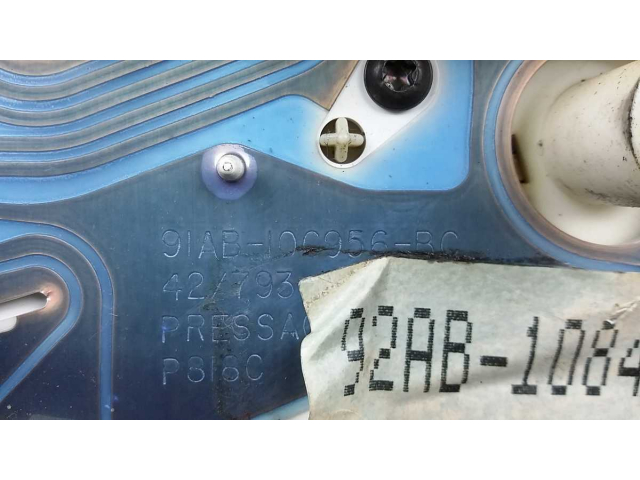 91AB-10C956-BC
42/793
PRESSAC
P818C
92AB-1084